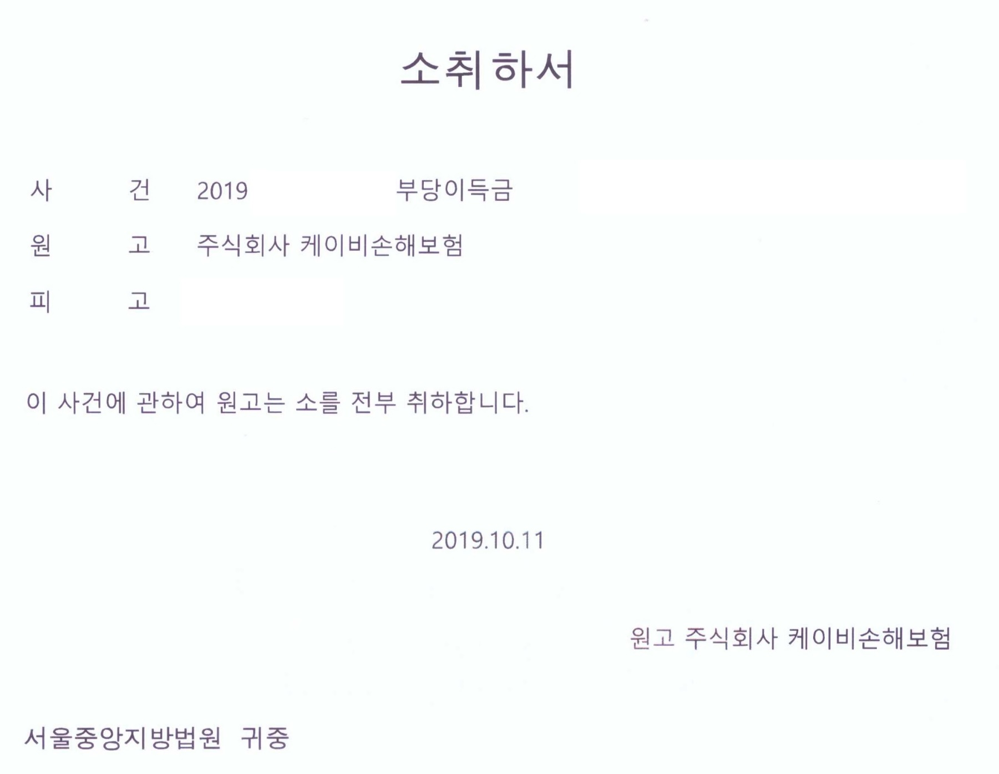 소취하서
사 건 2019 부당이득금
원 고 주식회사 케이비손해보험
피 고
이 사건에 관하여 원고는 소를 전부 취하합니다.
2019.10.11
원고 주식회사 케이비손해보험
서울중앙지방법원 귀중